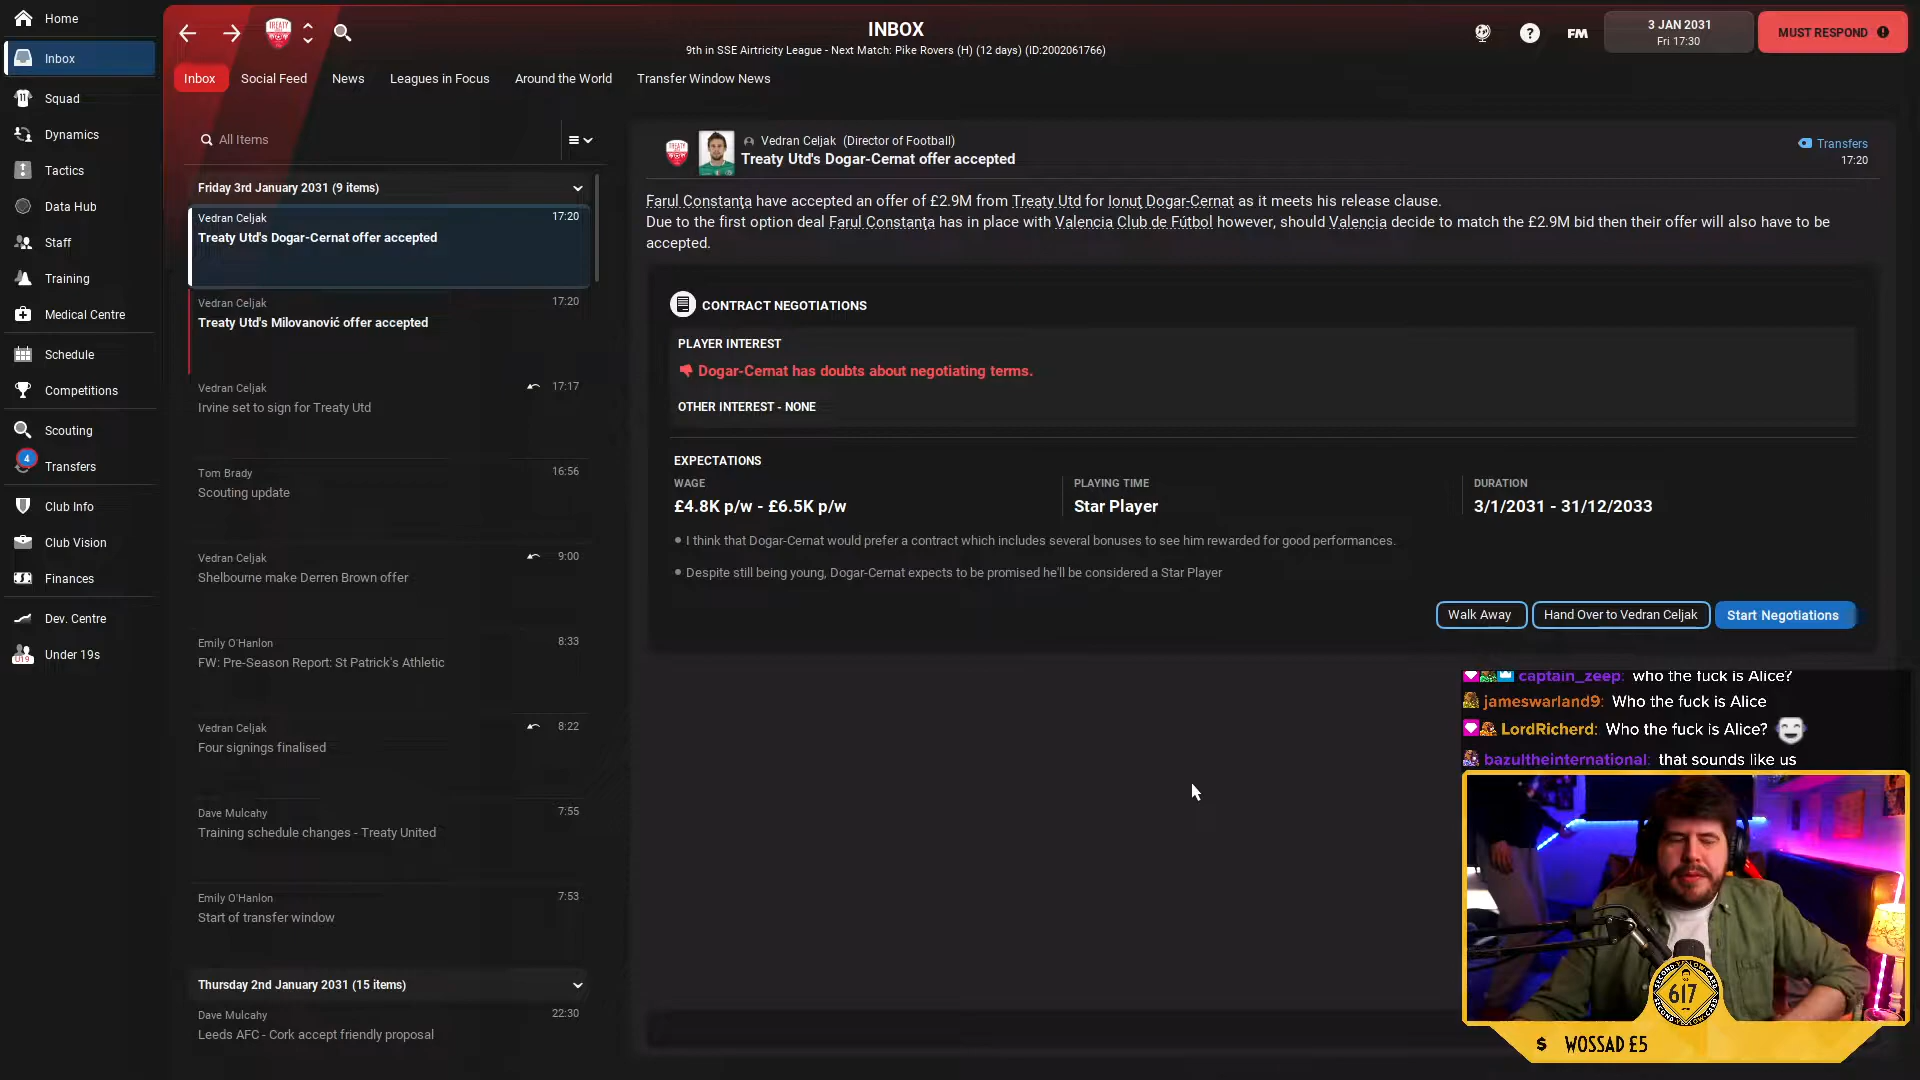 Home
Inbox
Squad
Dynamics
Tactics
Data Hub
Staff
Training
Medical Centre
Schedule
Competitions
Scouting
4
Transfers
Club Info
Club Vision
Finances
Dev. Centre
U19
Under 19s
TREATY
INBOX
9th in SSE Airtricity League - Next Match: Pike Rovers (H) (12 days) (ID:2002061766)
FM
3 JAN 2031
Fri 17:30
MUST RESPOND
Inbox
Social Feed
News
Leagues in Focus
Around the World
Transfer Window News
All Items
Friday 3rd January 2031 (9 items)
Vedran Celjak 17:20
Treaty Utd's Dogar-Cernat offer accepted
Vedran Celjak 17:20
Treaty Utd's Milovanović offer accepted
Vedran Celjak 17:17
Irvine set to sign for Treaty Utd
Tom Brady 16:56
Scouting update
Vedran Celjak 9:00
Shelbourne make Derren Brown offer
Emily O'Hanlon 8:33
FW: Pre-Season Report: St Patrick's Athletic
Vedran Celjak 8:22
Four signings finalised
Dave Mulcahy 7:55
Training schedule changes - Treaty United
Emily O'Hanlon 7:53
Start of transfer window
Thursday 2nd January 2031 (15 items)
Dave Mulcahy 22:30
Leeds AFC - Cork accept friendly proposal
Vedran Celjak (Director of Football)
Treaty Utd's Dogar-Cernat offer accepted
Transfers
17:20
Farul Constanţa have accepted an offer of £2.9M from Treaty Utd for Ionuţ Dogar-Cernat as it meets his release clause.
Due to the first option deal Farul Constanţa has in place with Valencia Club de Fútbol however, should Valencia decide to match the £2.9M bid then their offer will also have to be
accepted.
CONTRACT NEGOTIATIONS
PLAYER INTEREST
Dogar-Cernat has doubts about negotiating terms.
OTHER INTEREST - NONE
EXPECTATIONS
WAGE
£4.8K p/w - £6.5K p/w
PLAYING TIME
Star Player
DURATION
3/1/2031 - 31/12/2033
I think that Dogar-Cernat would prefer a contract which includes several bonuses to see him rewarded for good performances.
Despite still being young, Dogar-Cernat expects to be promised he'll be considered a Star Player
Walk Away
Hand Over to Vedran Celjak
Start Negotiations
captain_zeep: who the fuck is Alice?
jameswarland9: Who the fuck is Alice
LordRicherd: Who the fuck is Alice?
bazultheinternational: that sounds like us
SECOND YELLOW CARD
617
$ WOSSAD £5